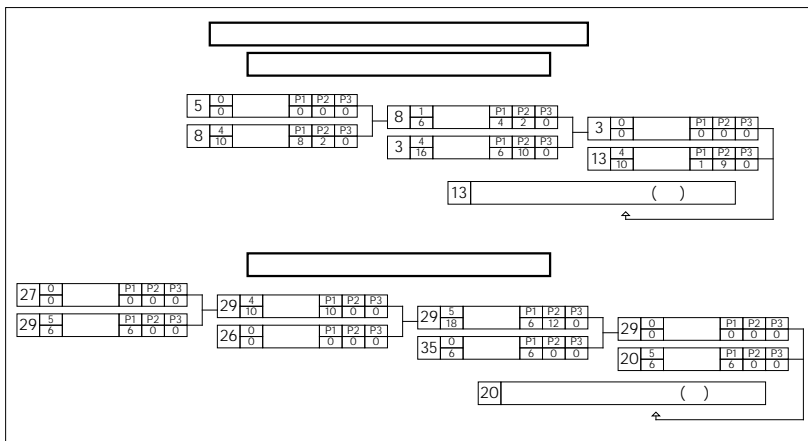 5 0 P1 P2 P3
0 0 0 0
8 4 P1 P2 P3
10 8 2 0
8 1 P1 P2 P3
6 4 2 0
3 4 P1 P2 P3
16 6 10 0
3 0 P1 P2 P3
0 0 0 0
13 4 P1 P2 P3
10 1 9 0
13 ( )
27 0 P1 P2 P3
0 0 0 0
29 5 P1 P2 P3
6 6 0 0
29 4 P1 P2 P3
10 10 0 0
26 0 P1 P2 P3
0 0 0 0
29 5 P1 P2 P3
18 6 12 0
35 0 P1 P2 P3
6 6 0 0
29 0 P1 P2 P3
0 0 0 0
20 5 P1 P2 P3
6 6 0 0
20 ( )